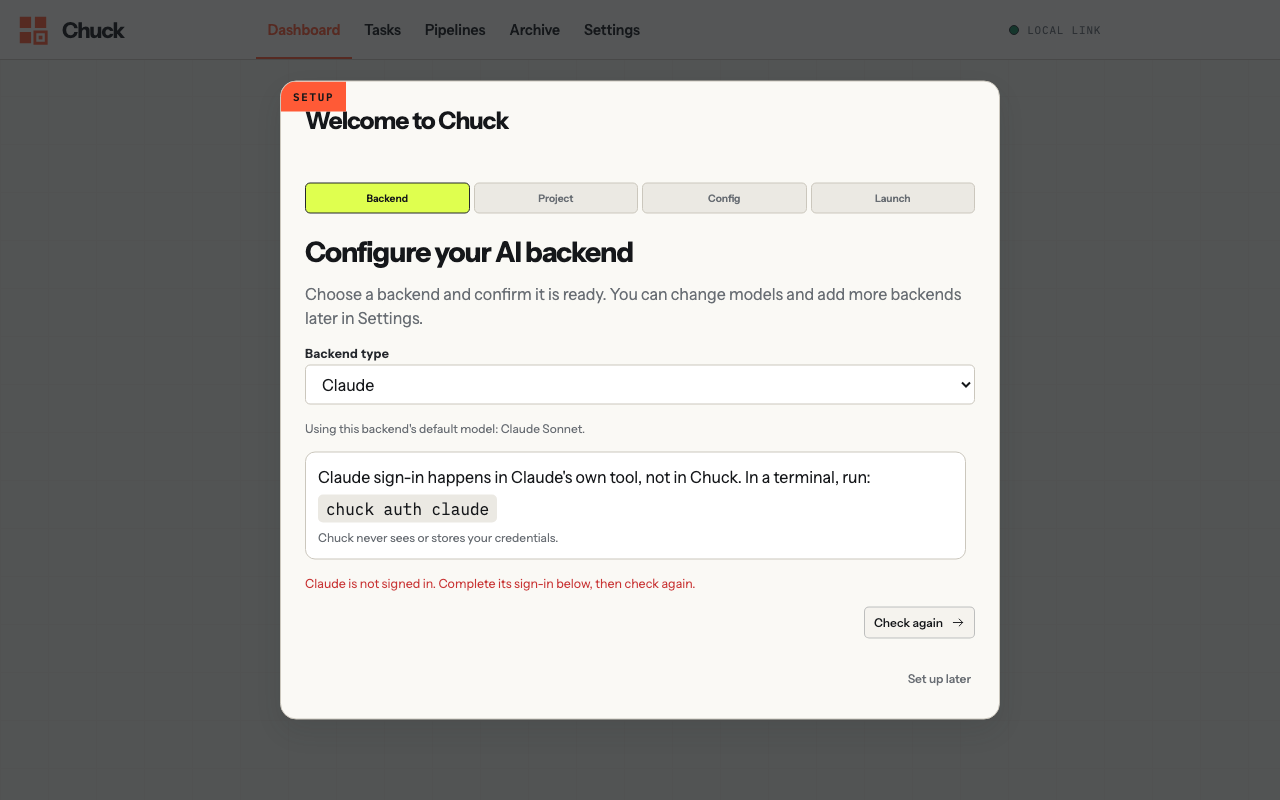 Chuck
Dashboard Tasks Pipelines Archive Settings
LOCAL LINK
SETUP
Welcome to Chuck
Backend Project Config Launch
Configure your AI backend
Choose a backend and confirm it is ready. You can change models and add more backends
later in Settings.
Backend type
Claude
Using this backend's default model: Claude Sonnet.
Claude sign-in happens in Claude's own tool, not in Chuck. In a terminal, run:
chuck auth claude
Chuck never sees or stores your credentials.
Claude is not signed in. Complete its sign-in below, then check again.
Check again →
Set up later